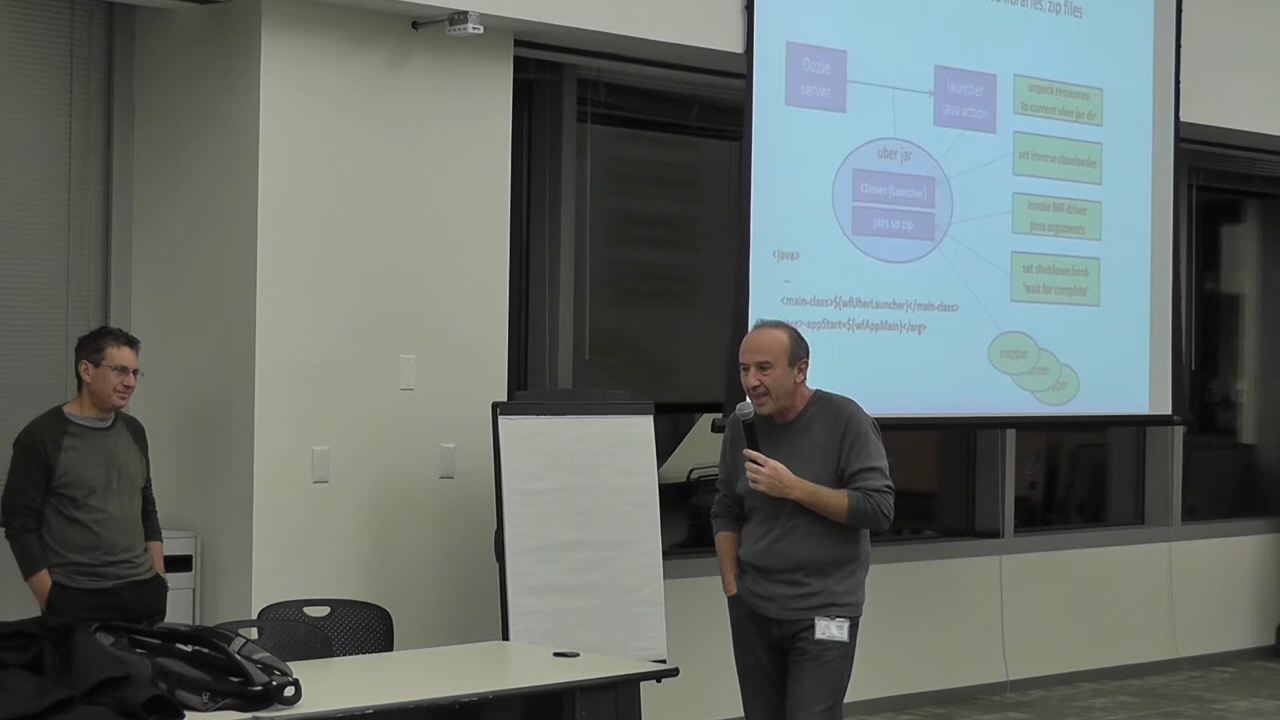 libraries, zip files
Oozie
server
launcher
java action
unpack resources
to current uber jar dir
uber jar
set inverse classloader
Classes (Launcher)
jars so zip
invoke MR driver
pass arguments
<java>
...
<main-class>${wfUberLauncher}</main-class>
-appStart=${wfAppMain}</arg>
set shutdown hook
'wait for complete'
mapper